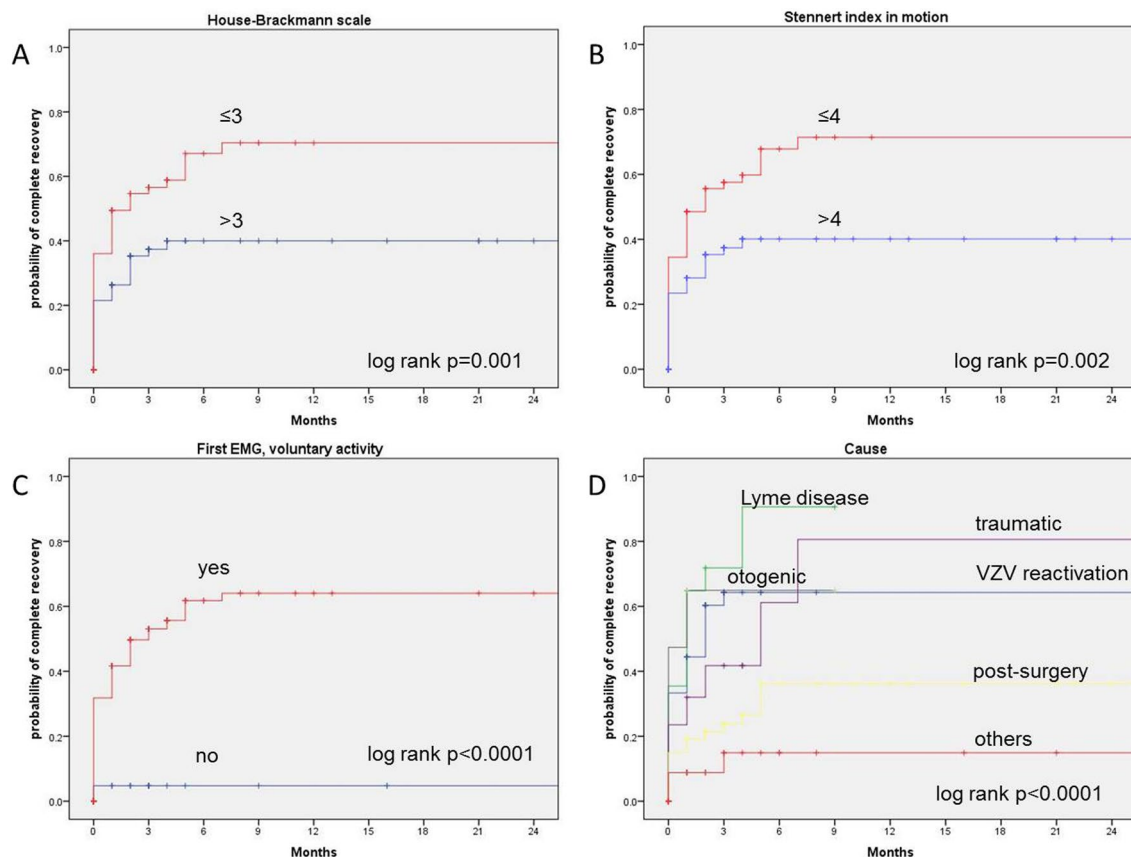 House-Brackmann scale
A
probability of complete recovery
1.0
0.8
0.6
0.4
0.2
0.0
≤3
>3
log rank p=0.001
0 3 6 9 12 15 18 21 24
Months
Stennert index in motion
B
probability of complete recovery
1.0
0.8
0.6
0.4
0.2
0.0
≤4
>4
log rank p=0.002
0 3 6 9 12 15 18 21 24
Months
First EMG, voluntary activity
C
probability of complete recovery
1.0
0.8
0.6
0.4
0.2
0.0
yes
no
log rank p<0.0001
0 3 6 9 12 15 18 21 24
Months
Cause
D
probability of complete recovery
1.0
0.8
0.6
0.4
0.2
0.0
Lyme disease
traumatic
otogenic
VZV reactivation
post-surgery
others
log rank p<0.0001
0 3 6 9 12 15 18 21 24
Months